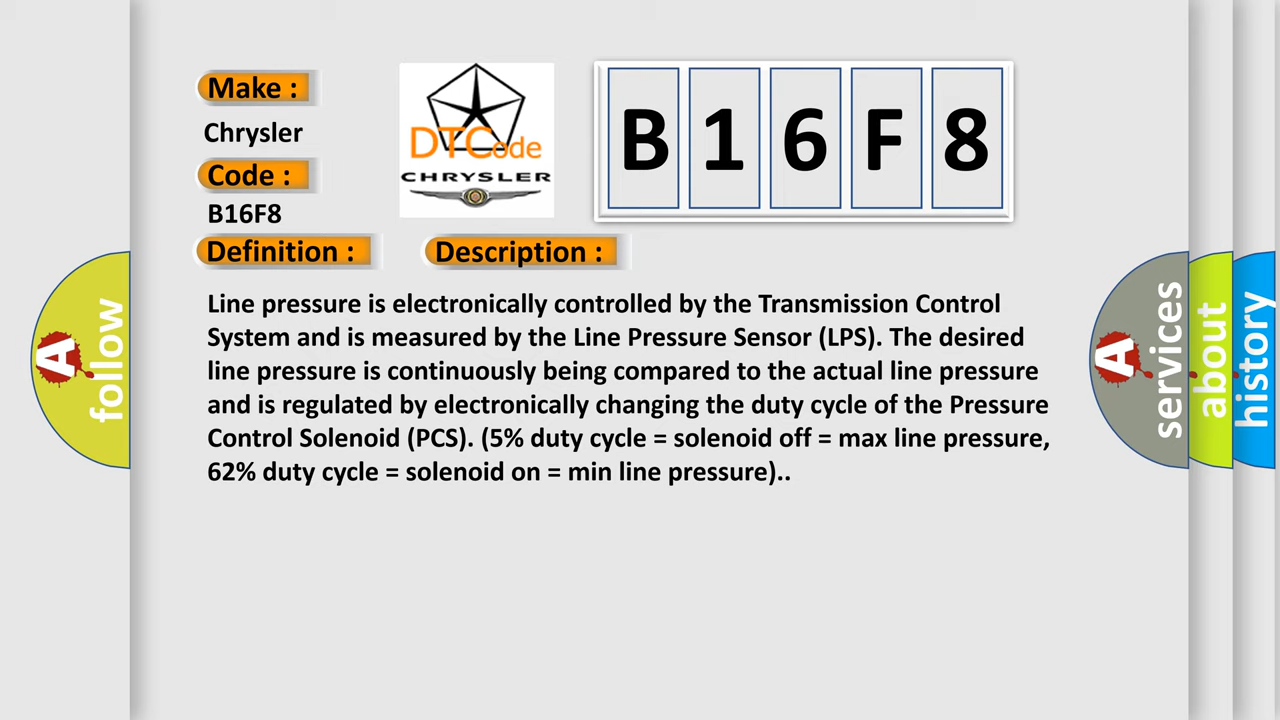 Make :
Chrysler
Code :
B16F8
Definition :
Description :
DTCode
CHRYSLER
B16F8
Line pressure is electronically controlled by the Transmission Control
System and is measured by the Line Pressure Sensor (LPS). The desired
line pressure is continuously being compared to the actual line pressure
and is regulated by electronically changing the duty cycle of the Pressure
Control Solenoid (PCS). (5% duty cycle = solenoid off = max line pressure,
62% duty cycle = solenoid on = min line pressure)..
A
follow
A
services
about
history